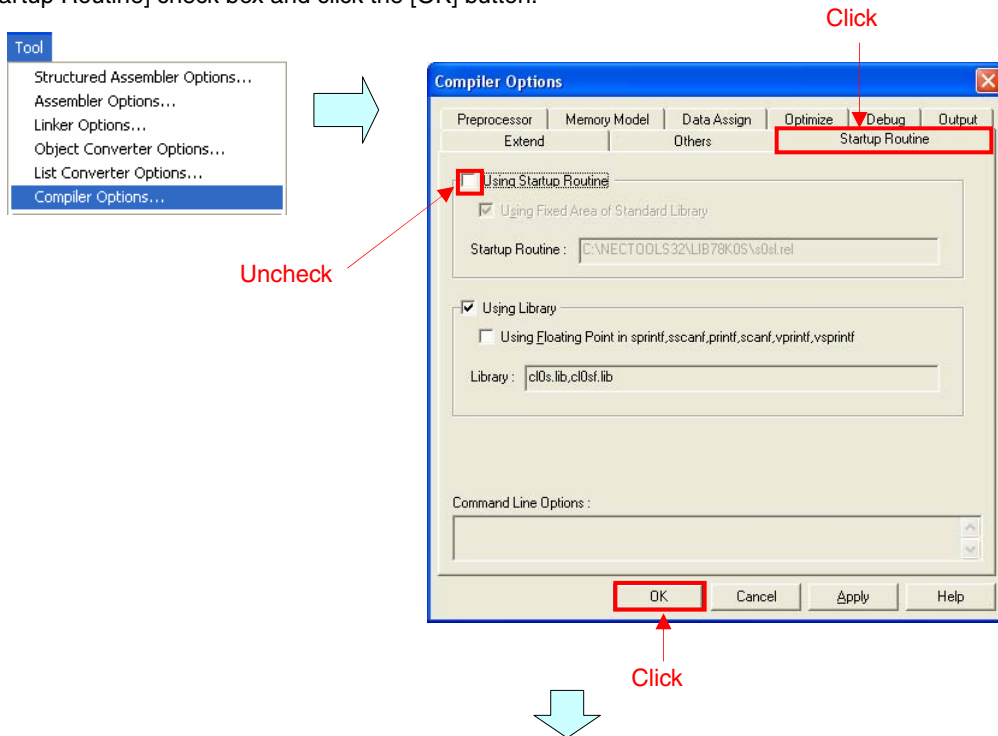 artup Routine] check box and click the [OK] button.
Click
Tool
Structured Assembler Options...
Assembler Options...
Linker Options...
Object Converter Options...
List Converter Options...
Compiler Options...
Compiler Options
Preprocessor Memory Model Data Assign Optimize Debug Output
Extend Others Startup Routine
Using Startup Routine
Using Fixed Area of Standard Library
Startup Routine : C:\NECTOOLS32\LIB78K0S\s0sl.rel
Uncheck
Using Library
Using Floating Point in sprintf,sscanf,printf,scanf,vprintf,vsprintf
Library : cl0s.lib,cl0sf.lib
Command Line Options :
OK Cancel Apply Help
Click